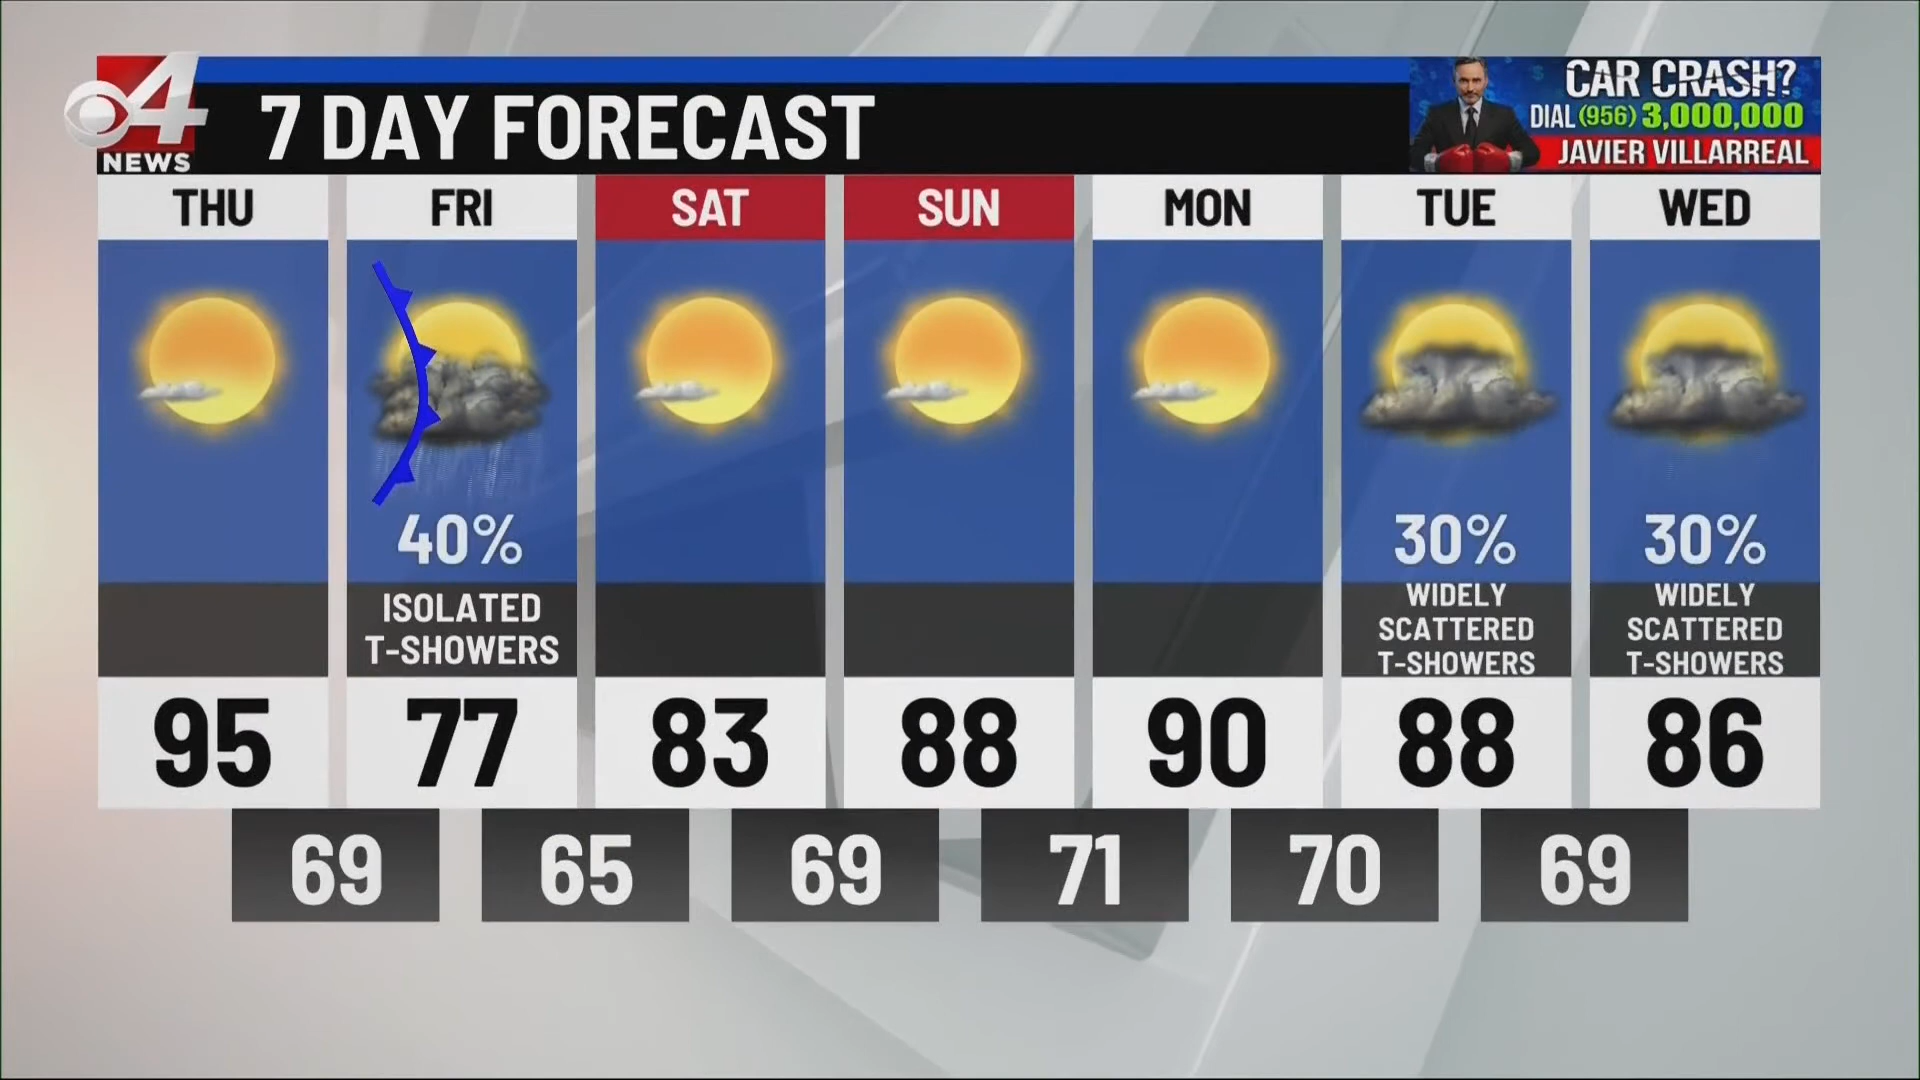 4
NEWS
7 DAY FORECAST
CAR CRASH?
DIAL (956) 3,000,000
JAVIER VILLARREAL
THU
FRI
SAT
SUN
MON
TUE
WED
40%
30%
30%
ISOLATED
T-SHOWERS
WIDELY
SCATTERED
T-SHOWERS
WIDELY
SCATTERED
T-SHOWERS
95
77
83
88
90
88
86
69
65
69
71
70
69